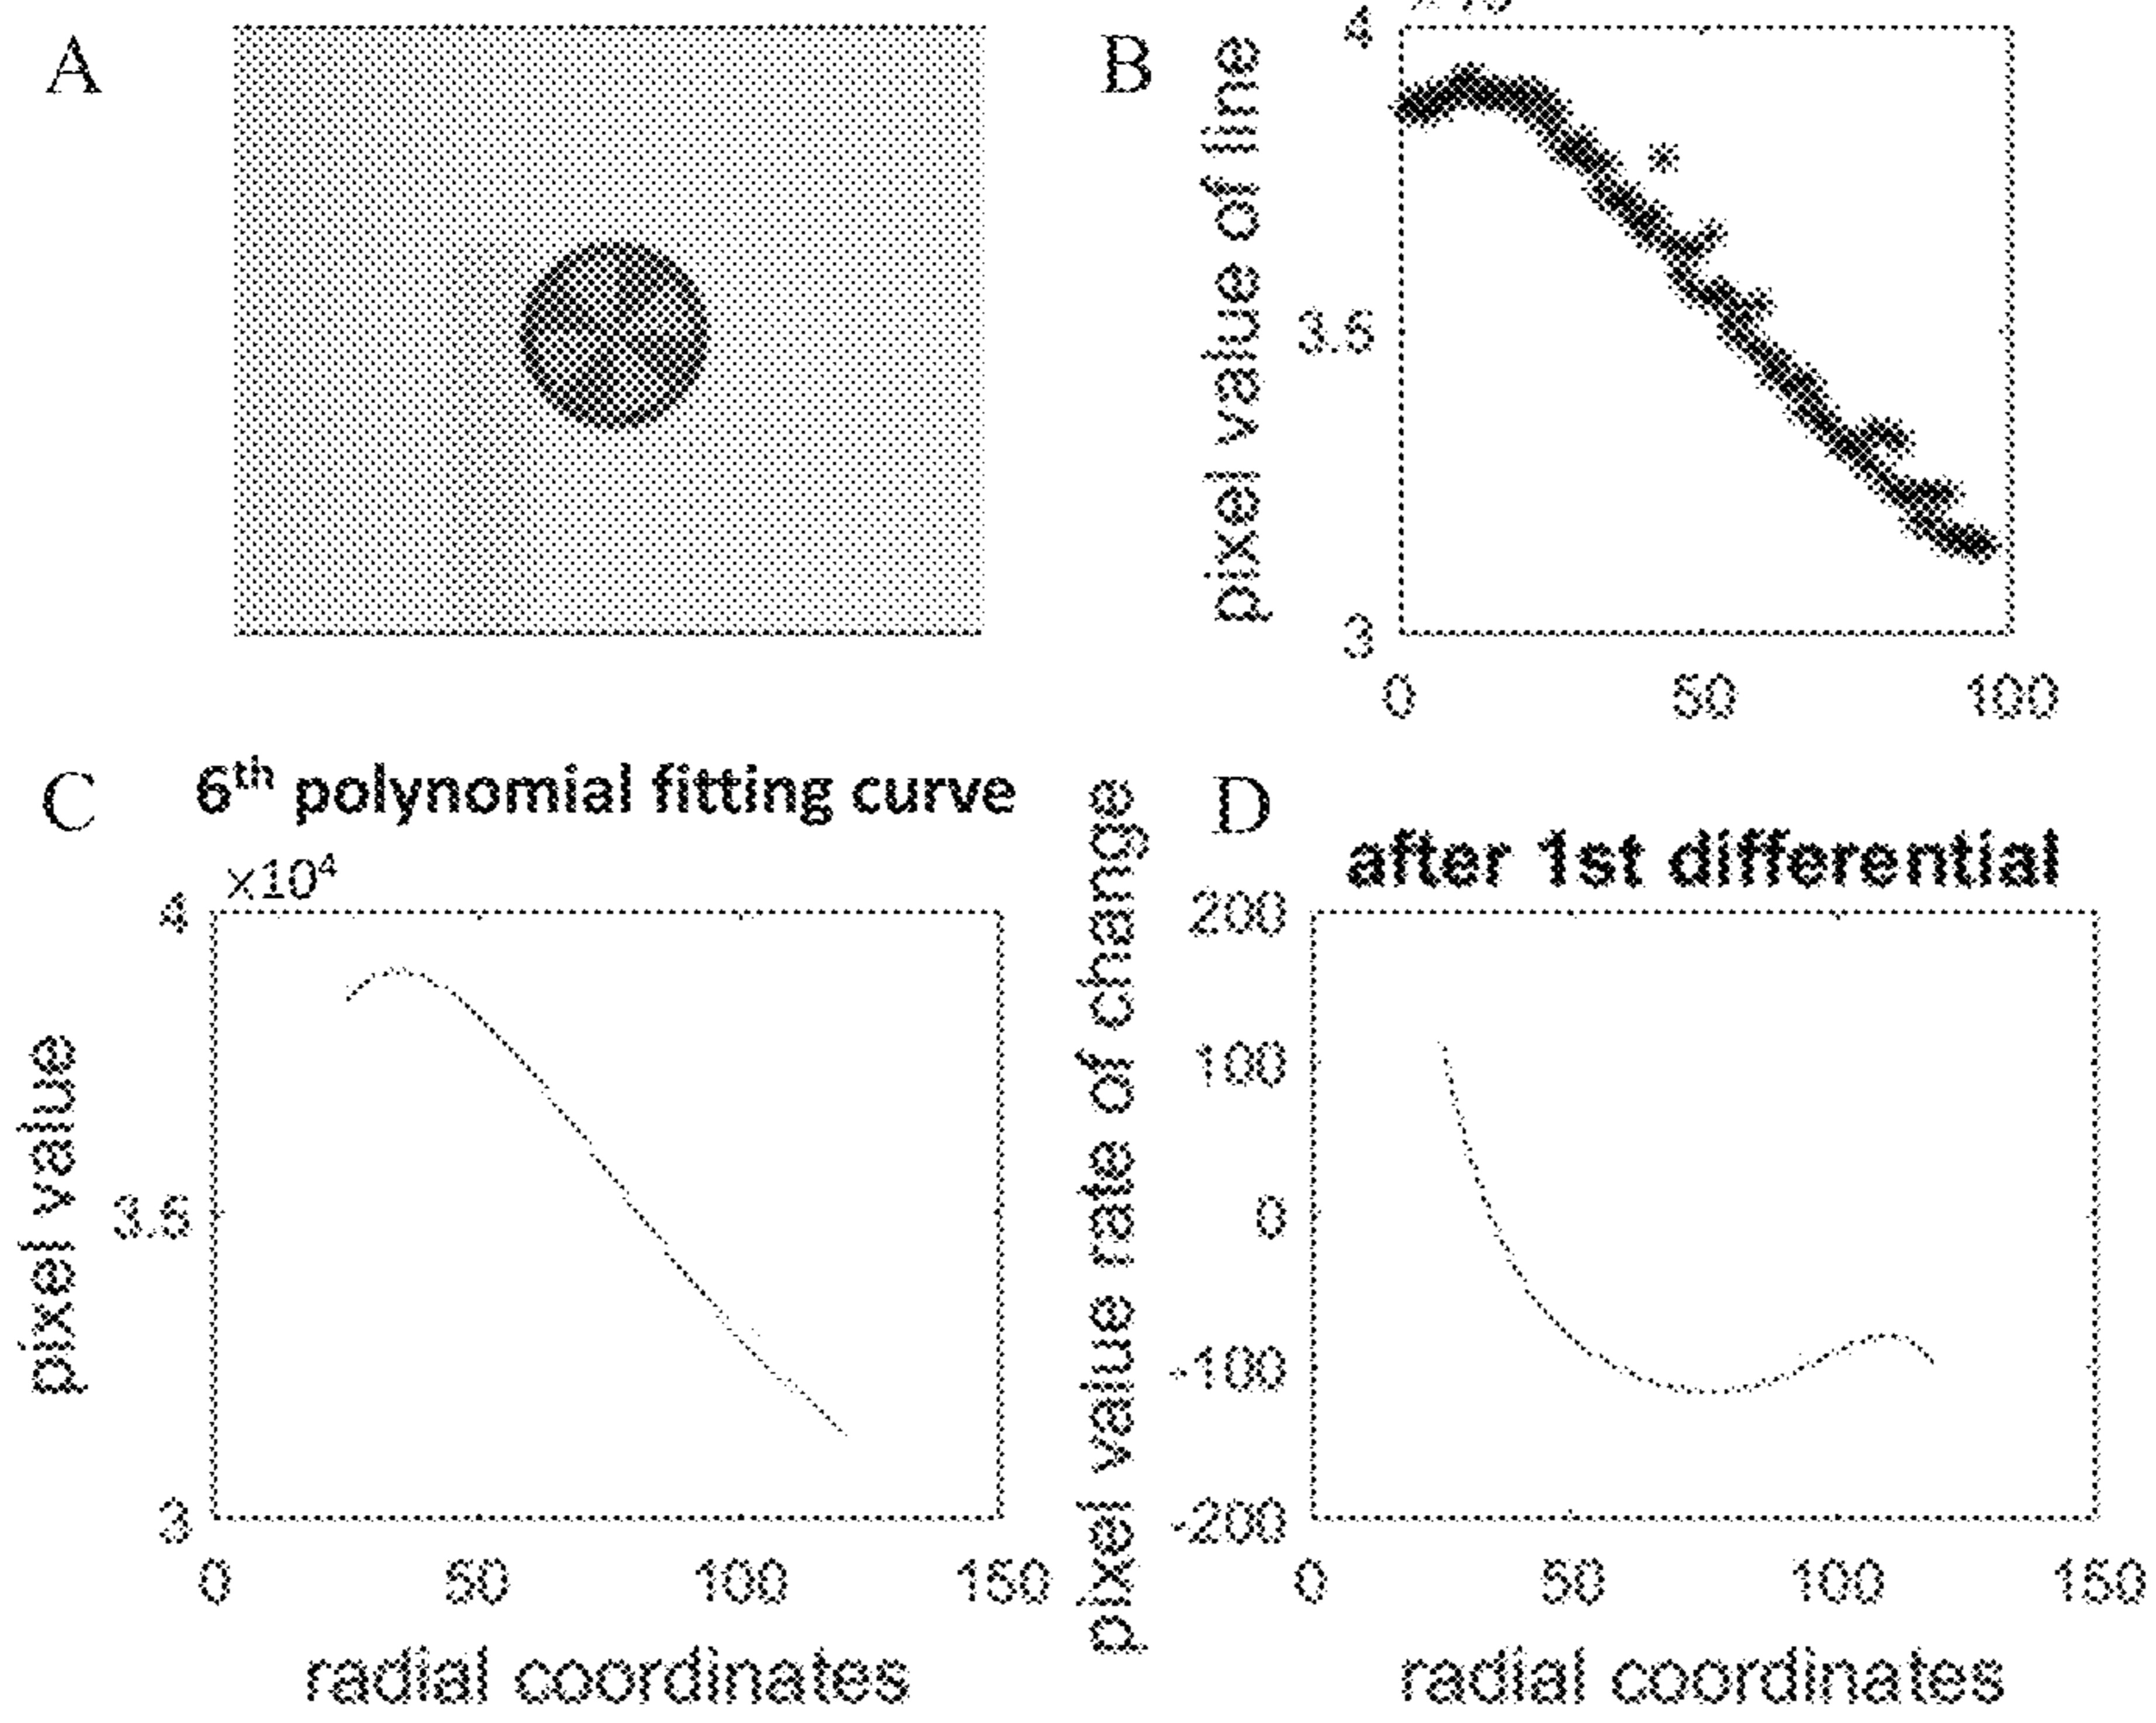 A
B
pixel value of line
4
3.5
3
0 50 100
C
6th polynomial fitting curve
×10⁴
4
3.5
3
pixel value
0 50 100 150
radial coordinates
D
after 1st differential
200
100
0
-100
-200
pixel value rate of change
0 50 100 150
radial coordinates